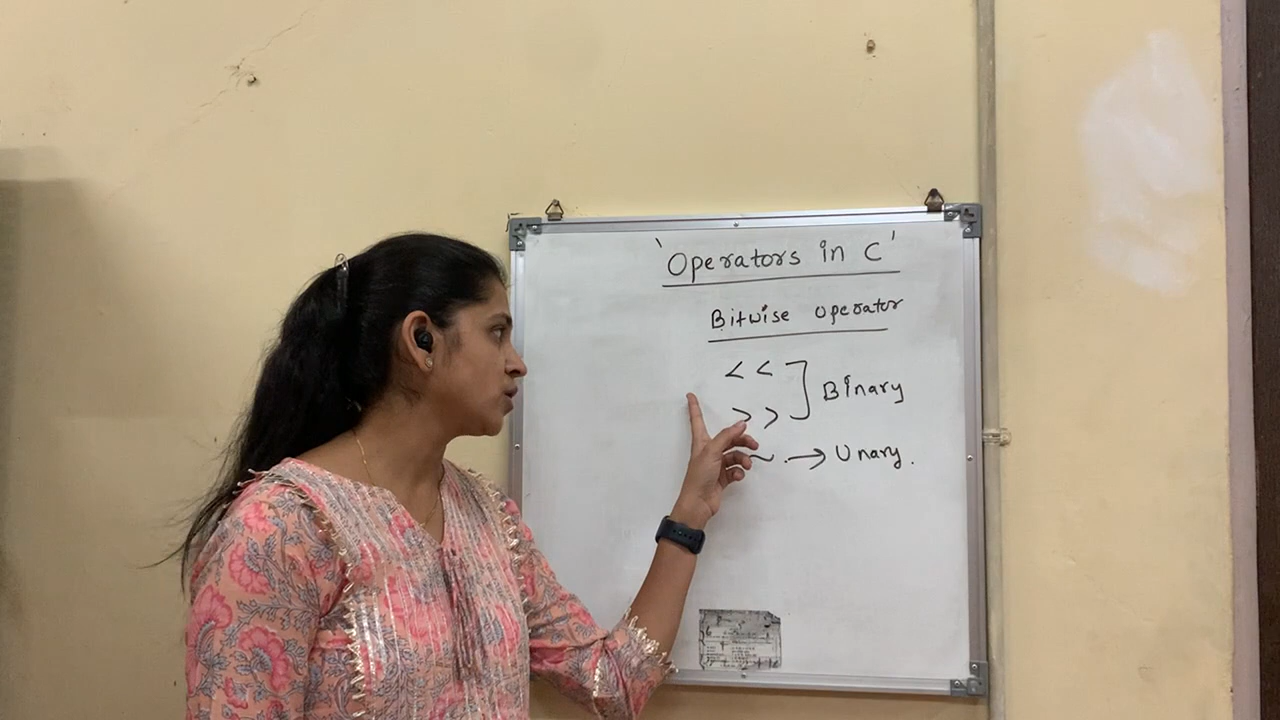 'Operators in C'
Bitwise operator
<<
>>
Binary
~ . → Unary.